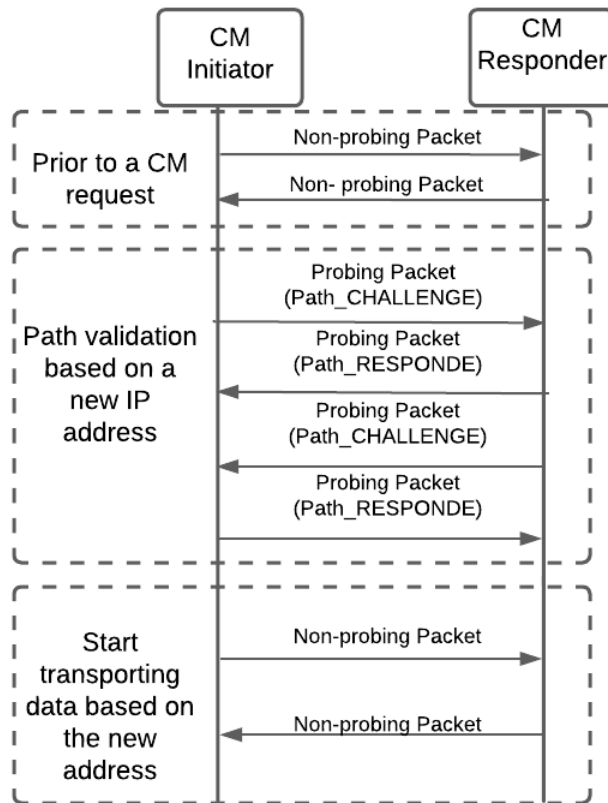 CM
Initiator
CM
Responder
Prior to a CM
request
Non-probing Packet
Non- probing Packet
Path validation
based on a
new IP
address
Probing Packet
(Path_CHALLENGE)
Probing Packet
(Path_RESPONDE)
Probing Packet
(Path_CHALLENGE)
Probing Packet
(Path_RESPONDE)
Start
transporting
data based on
the new
address
Non-probing Packet
Non-probing Packet